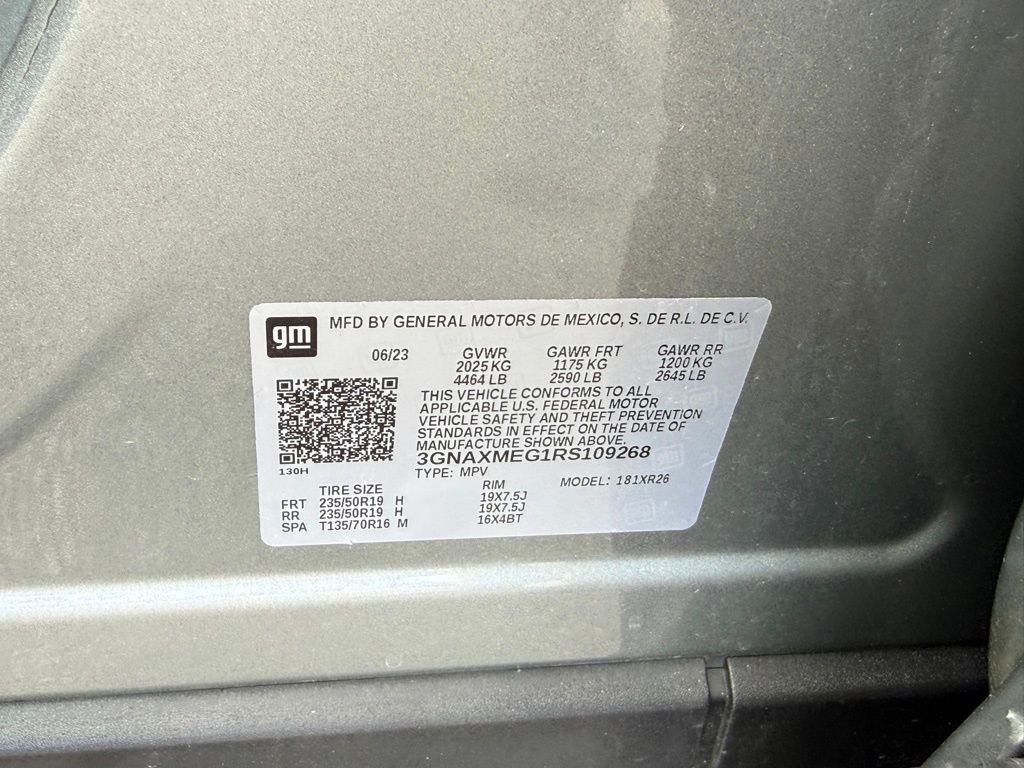 gm
MFD BY GENERAL MOTORS DE MEXICO, S. DE R.L. DE C.V.
06/23 GVWR GAWR FRT GAWR RR
2025 KG 1175 KG 1200 KG
4464 LB 2590 LB 2645 LB
THIS VEHICLE CONFORMS TO ALL
APPLICABLE U.S. FEDERAL MOTOR
VEHICLE SAFETY AND THEFT PREVENTION
STANDARDS IN EFFECT ON THE DATE OF
MANUFACTURE SHOWN ABOVE.
3GNAXMEG1RS109268
130H
TYPE: MPV MODEL: 181XR26
TIRE SIZE RIM
FRT 235/50R19 H 19X7.5J
RR 235/50R19 H 19X7.5J
SPA T135/70R16 M 16X4BT